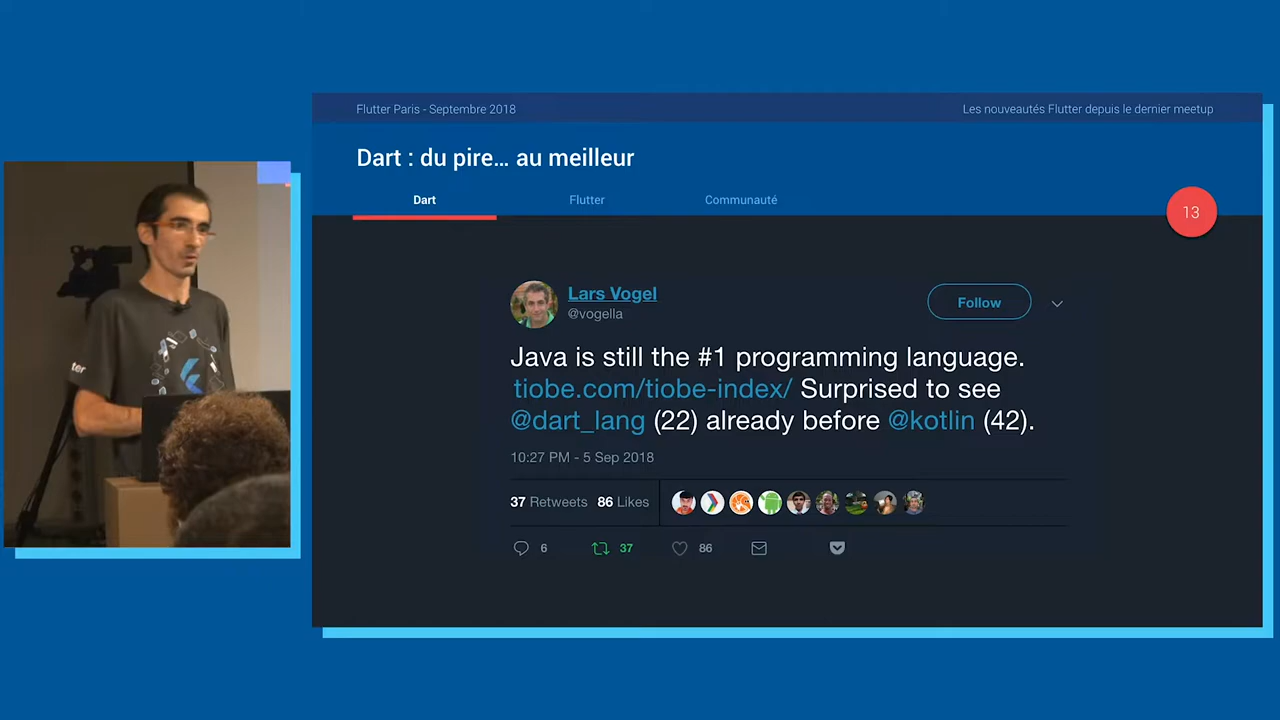 Flutter Paris - Septembre 2018
Les nouveautés Flutter depuis le dernier meetup
Dart : du pire... au meilleur
Dart
Flutter
Communauté
13
Lars Vogel
@vogella
Follow
Java is still the #1 programming language.
tiobe.com/tiobe-index/ Surprised to see
@dart_lang (22) already before @kotlin (42).
10:27 PM - 5 Sep 2018
37 Retweets 86 Likes
6
37
86
ter